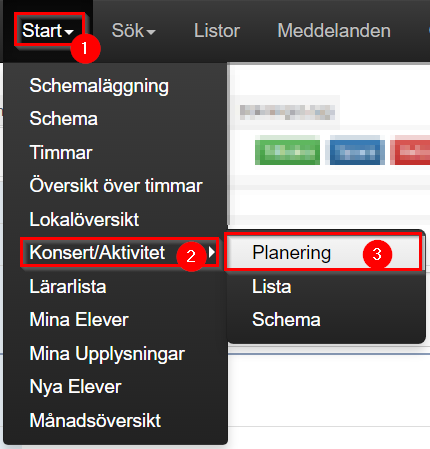 Start Sök Listor Meddelanden
1
Schemaläggning
Schema
Timmar
Översikt över timmar
Lokalöversikt
Konsert/Aktivitet 2 Planering 3
Lärarlista Lista
Mina Elever Schema
Mina Upplysningar
Nya Elever
Månadsöversikt